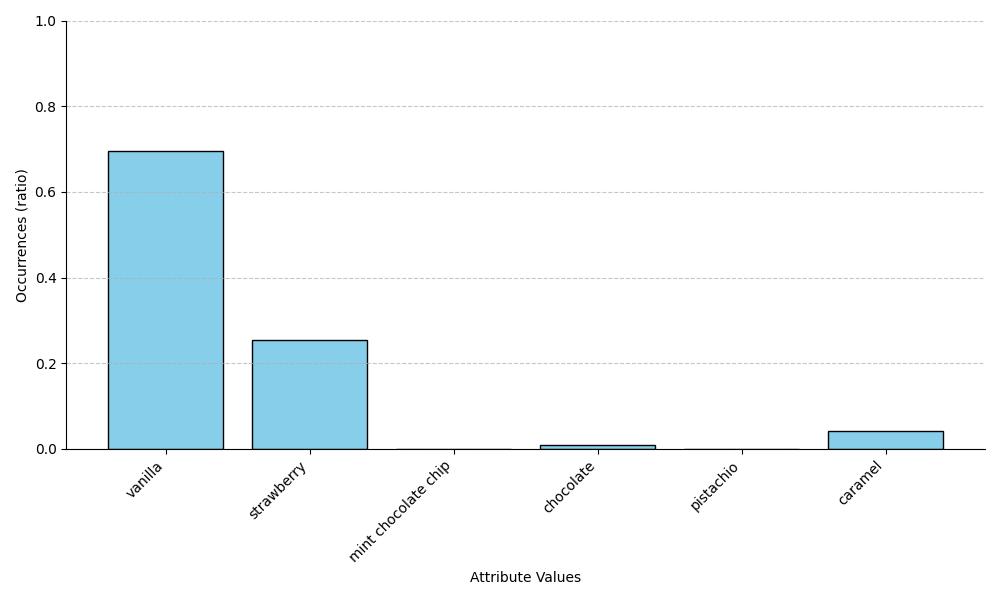 1.0
0.8
0.6
0.4
0.2
0.0
Occurrences (ratio)
vanilla
strawberry
mint chocolate chip
chocolate
pistachio
caramel
Attribute Values